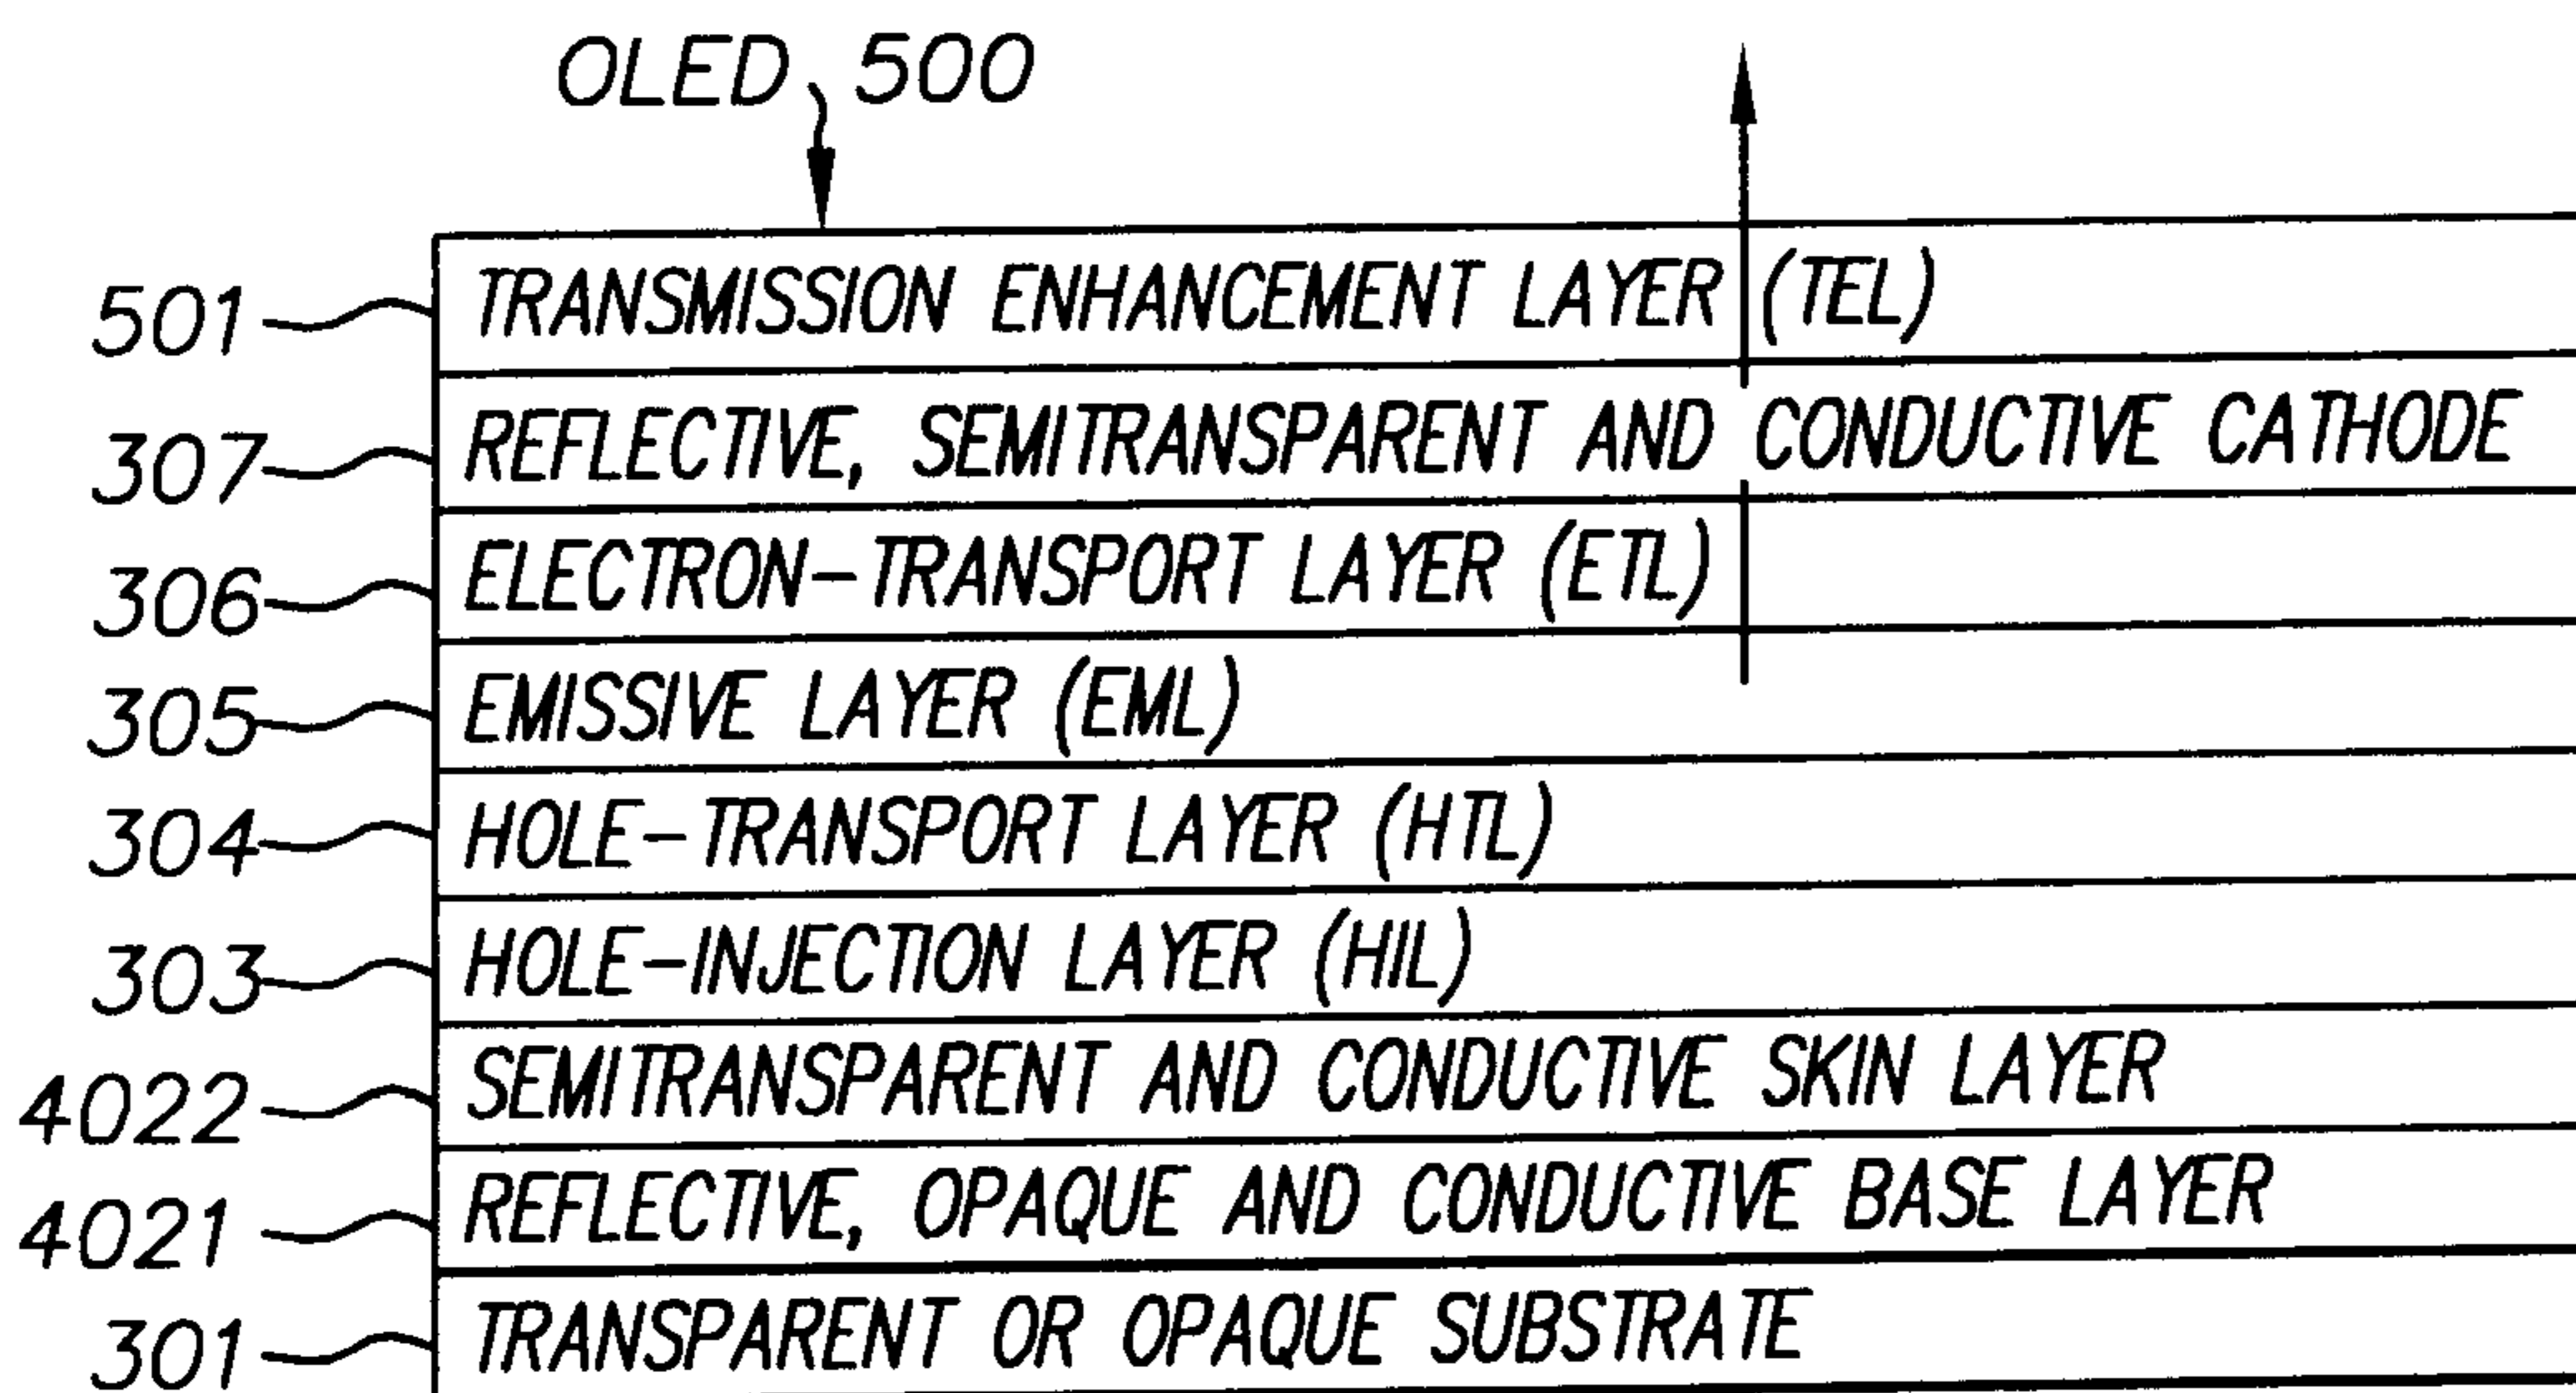 OLED 500
501 TRANSMISSION ENHANCEMENT LAYER (TEL)
307 REFLECTIVE, SEMITRANSPARENT AND CONDUCTIVE CATHODE
306 ELECTRON-TRANSPORT LAYER (ETL)
305 EMISSIVE LAYER (EML)
304 HOLE-TRANSPORT LAYER (HTL)
303 HOLE-INJECTION LAYER (HIL)
4022 SEMITRANSPARENT AND CONDUCTIVE SKIN LAYER
4021 REFLECTIVE, OPAQUE AND CONDUCTIVE BASE LAYER
301 TRANSPARENT OR OPAQUE SUBSTRATE